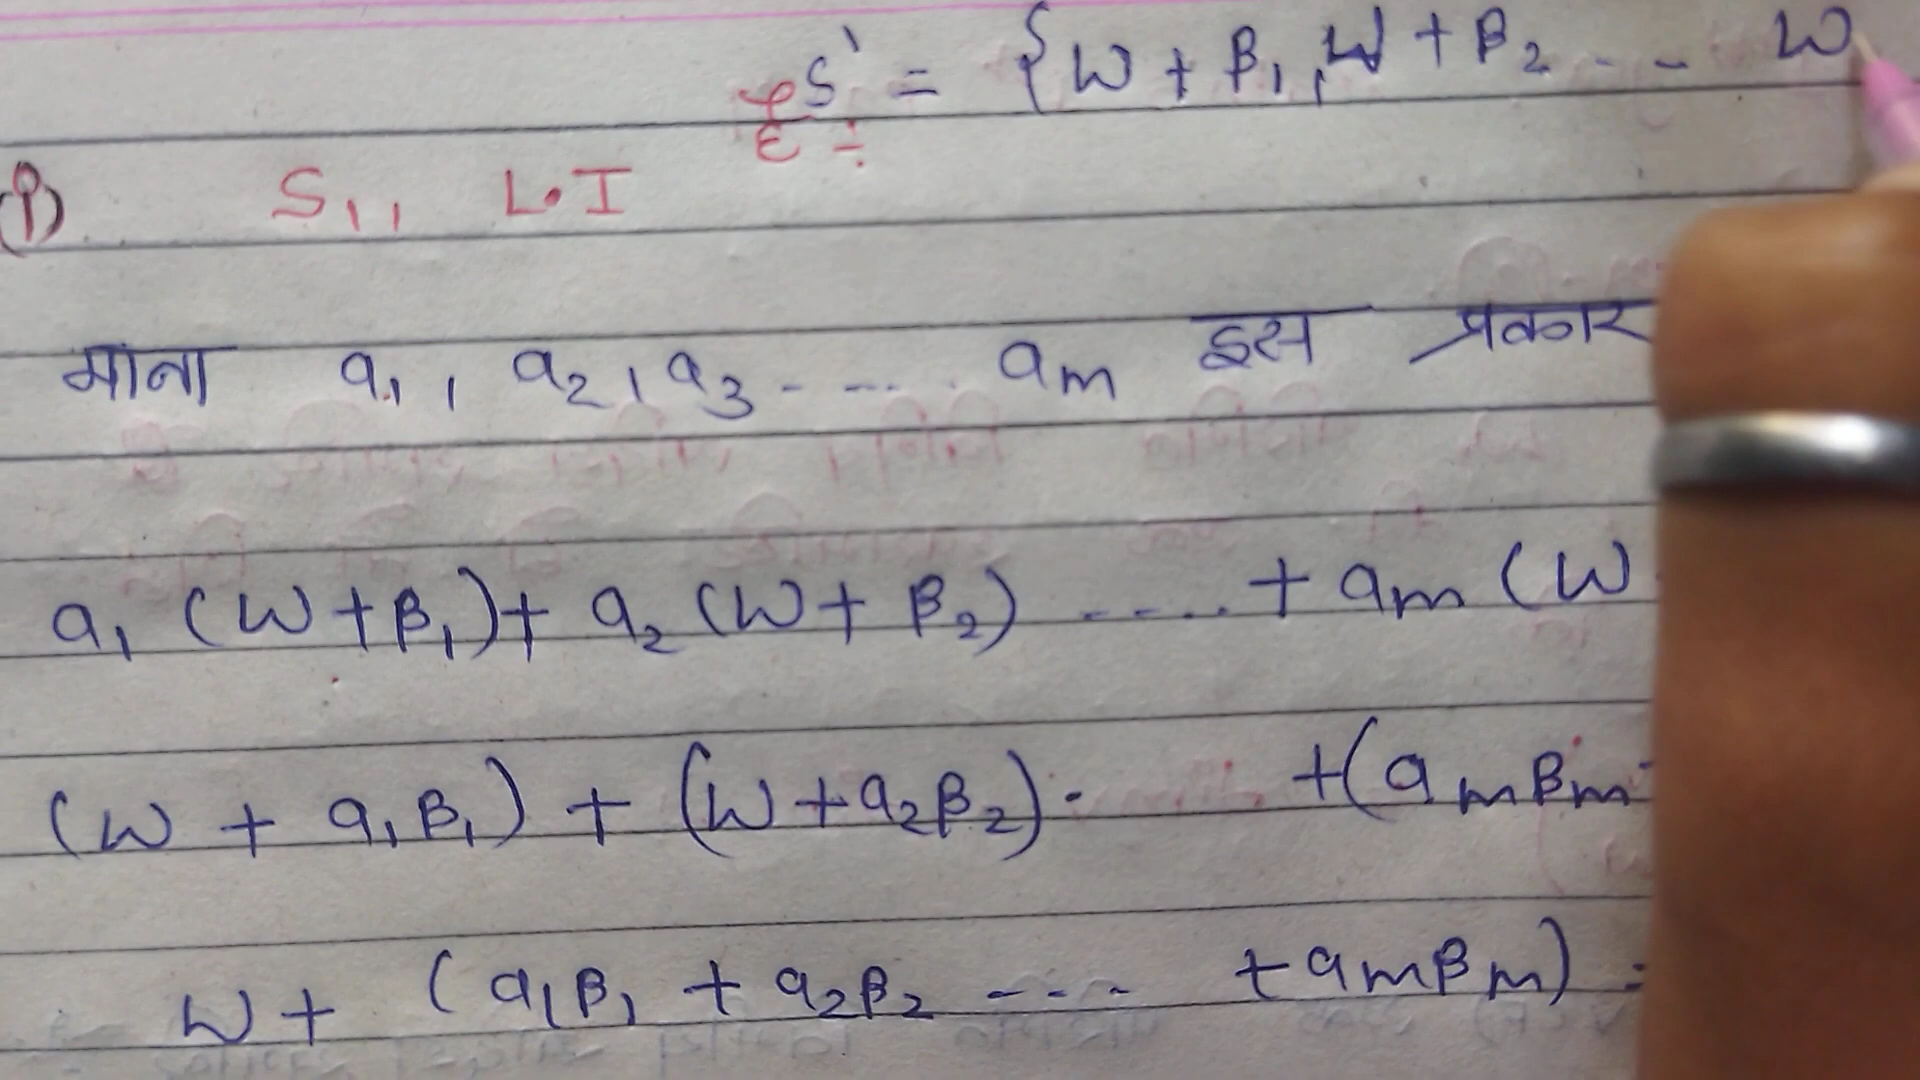 S' = {W + β₁, W + β₂ .. - W
(i) S₁, L.I
माना a₁, a₂, a₃ - --- . am इस प्रकार
a₁ (W + β₁) + a₂ (W + β₂) ---.. + am (W
(W + a₁β₁) + (W + a₂β₂) . +(amβm
W + (a₁β₁ + a₂β₂ ---- + amβm) =